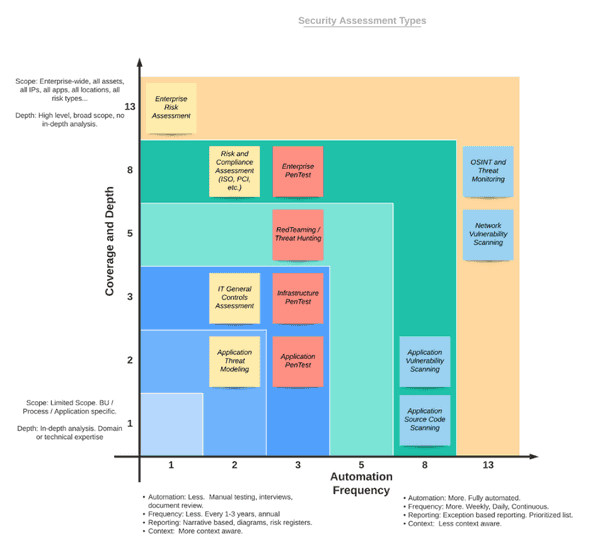 Security Assessment Types
Scope: Enterprise-wide, all assets,
all IPs, all apps, all locations, all
risk types...
Depth: High level, broad scope, no
in-depth analysis.
13
Enterprise
Risk
Assessment
8
Risk and
Compliance
Assessment
(ISO, PCI,
etc.)
Enterprise
PenTest
OSINT and
Threat
Monitoring
Coverage and Depth
5
RedTeaming /
Threat Hunting
Network
Vulnerability
Scanning
3
IT General
Controls
Assessment
Infrastructure
PenTest
2
Application
Threat
Modeling
Application
PenTest
Application
Vulnerability
Scanning
Scope: Limited Scope. BU /
Process / Application specific.
Depth: In-depth analysis. Domain
or technical expertise
1
Application
Source Code
Scanning
1 2 3 5 8 13
Automation
Frequency
• Automation: Less. Manual testing, interviews,
document review.
• Frequency: Less. Every 1-3 years, annual
• Reporting: Narrative based, diagrams, risk registers.
• Context: More context aware.
• Automation: More. Fully automated.
• Frequency: More. Weekly, Daily, Continuous.
• Reporting: Exception based reporting. Prioritized list.
• Context: Less context aware.